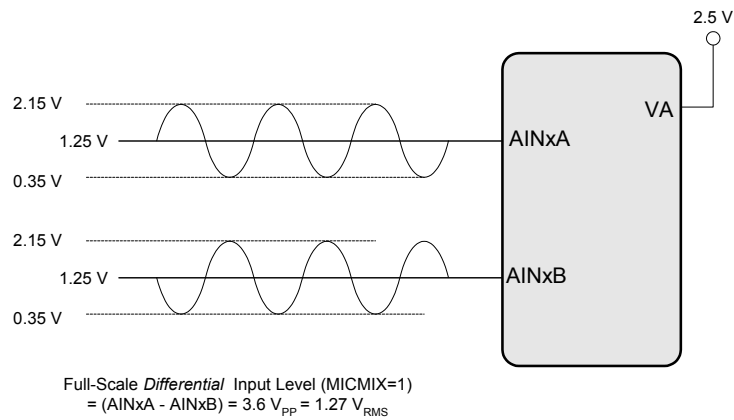 2.5 V
2.15 V
VA
1.25 V
AINxA
0.35 V
2.15 V
1.25 V
AINxB
0.35 V
Full-Scale Differential Input Level (MICMIX=1)
= (AINxA - AINxB) = 3.6 VPP = 1.27 VRMS